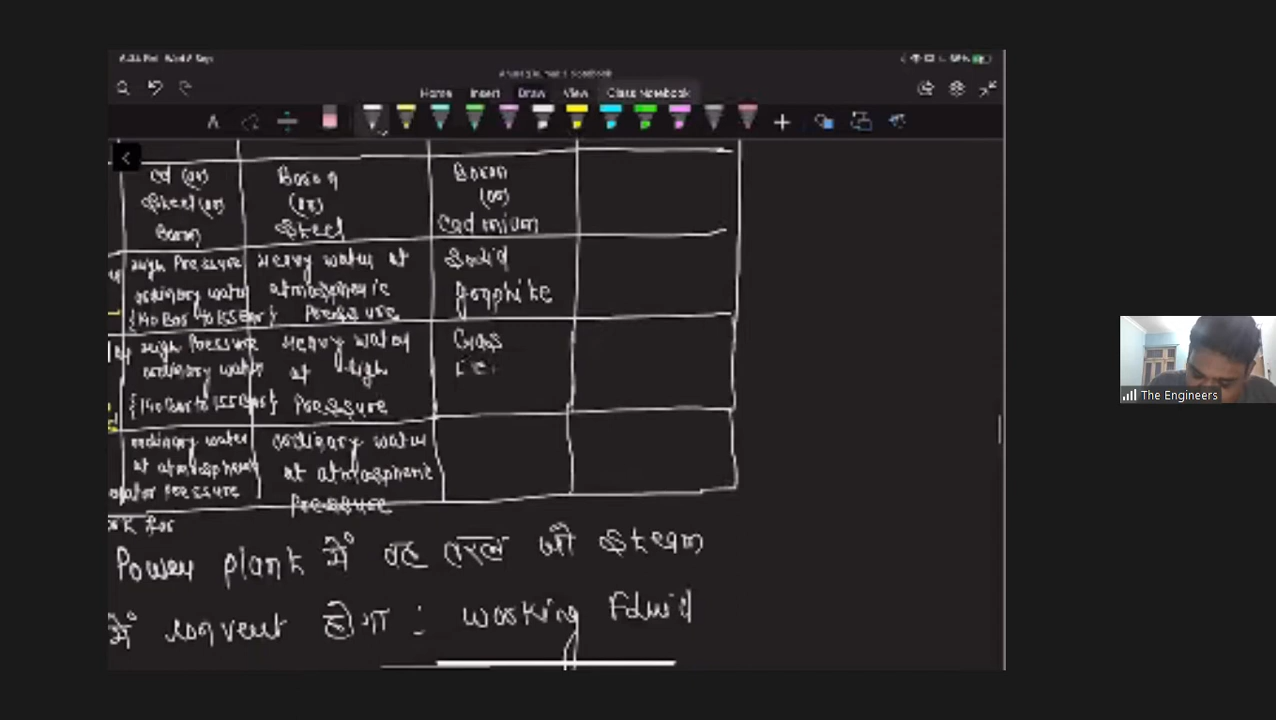 Home Insert Draw View Class Notebook
Cd (or)
Steel (or)
Boron
Boron
(or)
Steel
Boron
(or)
Cadmium
High Pressure
ordinary water
{140 Bar to 155 Bar}
Heavy water at
atmospheric
Pressure
Solid
graphite
High Pressure
ordinary water
{140 Bar to 155 Bar}
Heavy water
at high
Pressure
Gas
i.e.
ordinary water
at atmospheric
Pressure
ordinary water
at atmospheric
Pressure
Power plant में वह तरल जो Steam
में convert होगा : working Fluid
The Engineers